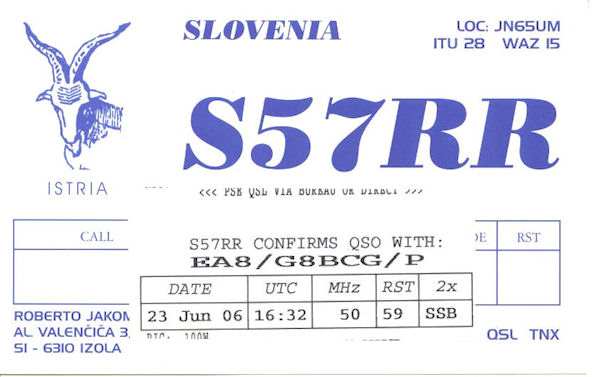 SLOVENIA
LOC: JN65UM
ITU 28 WAZ 15
S57RR
ISTRIA
<<< PSE QSL VIA BUREAU OR DIRECT >>>
CALL
RST
S57RR CONFIRMS QSO WITH:
EA8/G8BCG/P
DATE UTC MHz RST 2x
23 Jun 06 16:32 50 59 SSB
ROBERTO JAKOM
AL. VALENČIČA 3,
SI - 6310 IZOLA
QSL TNX